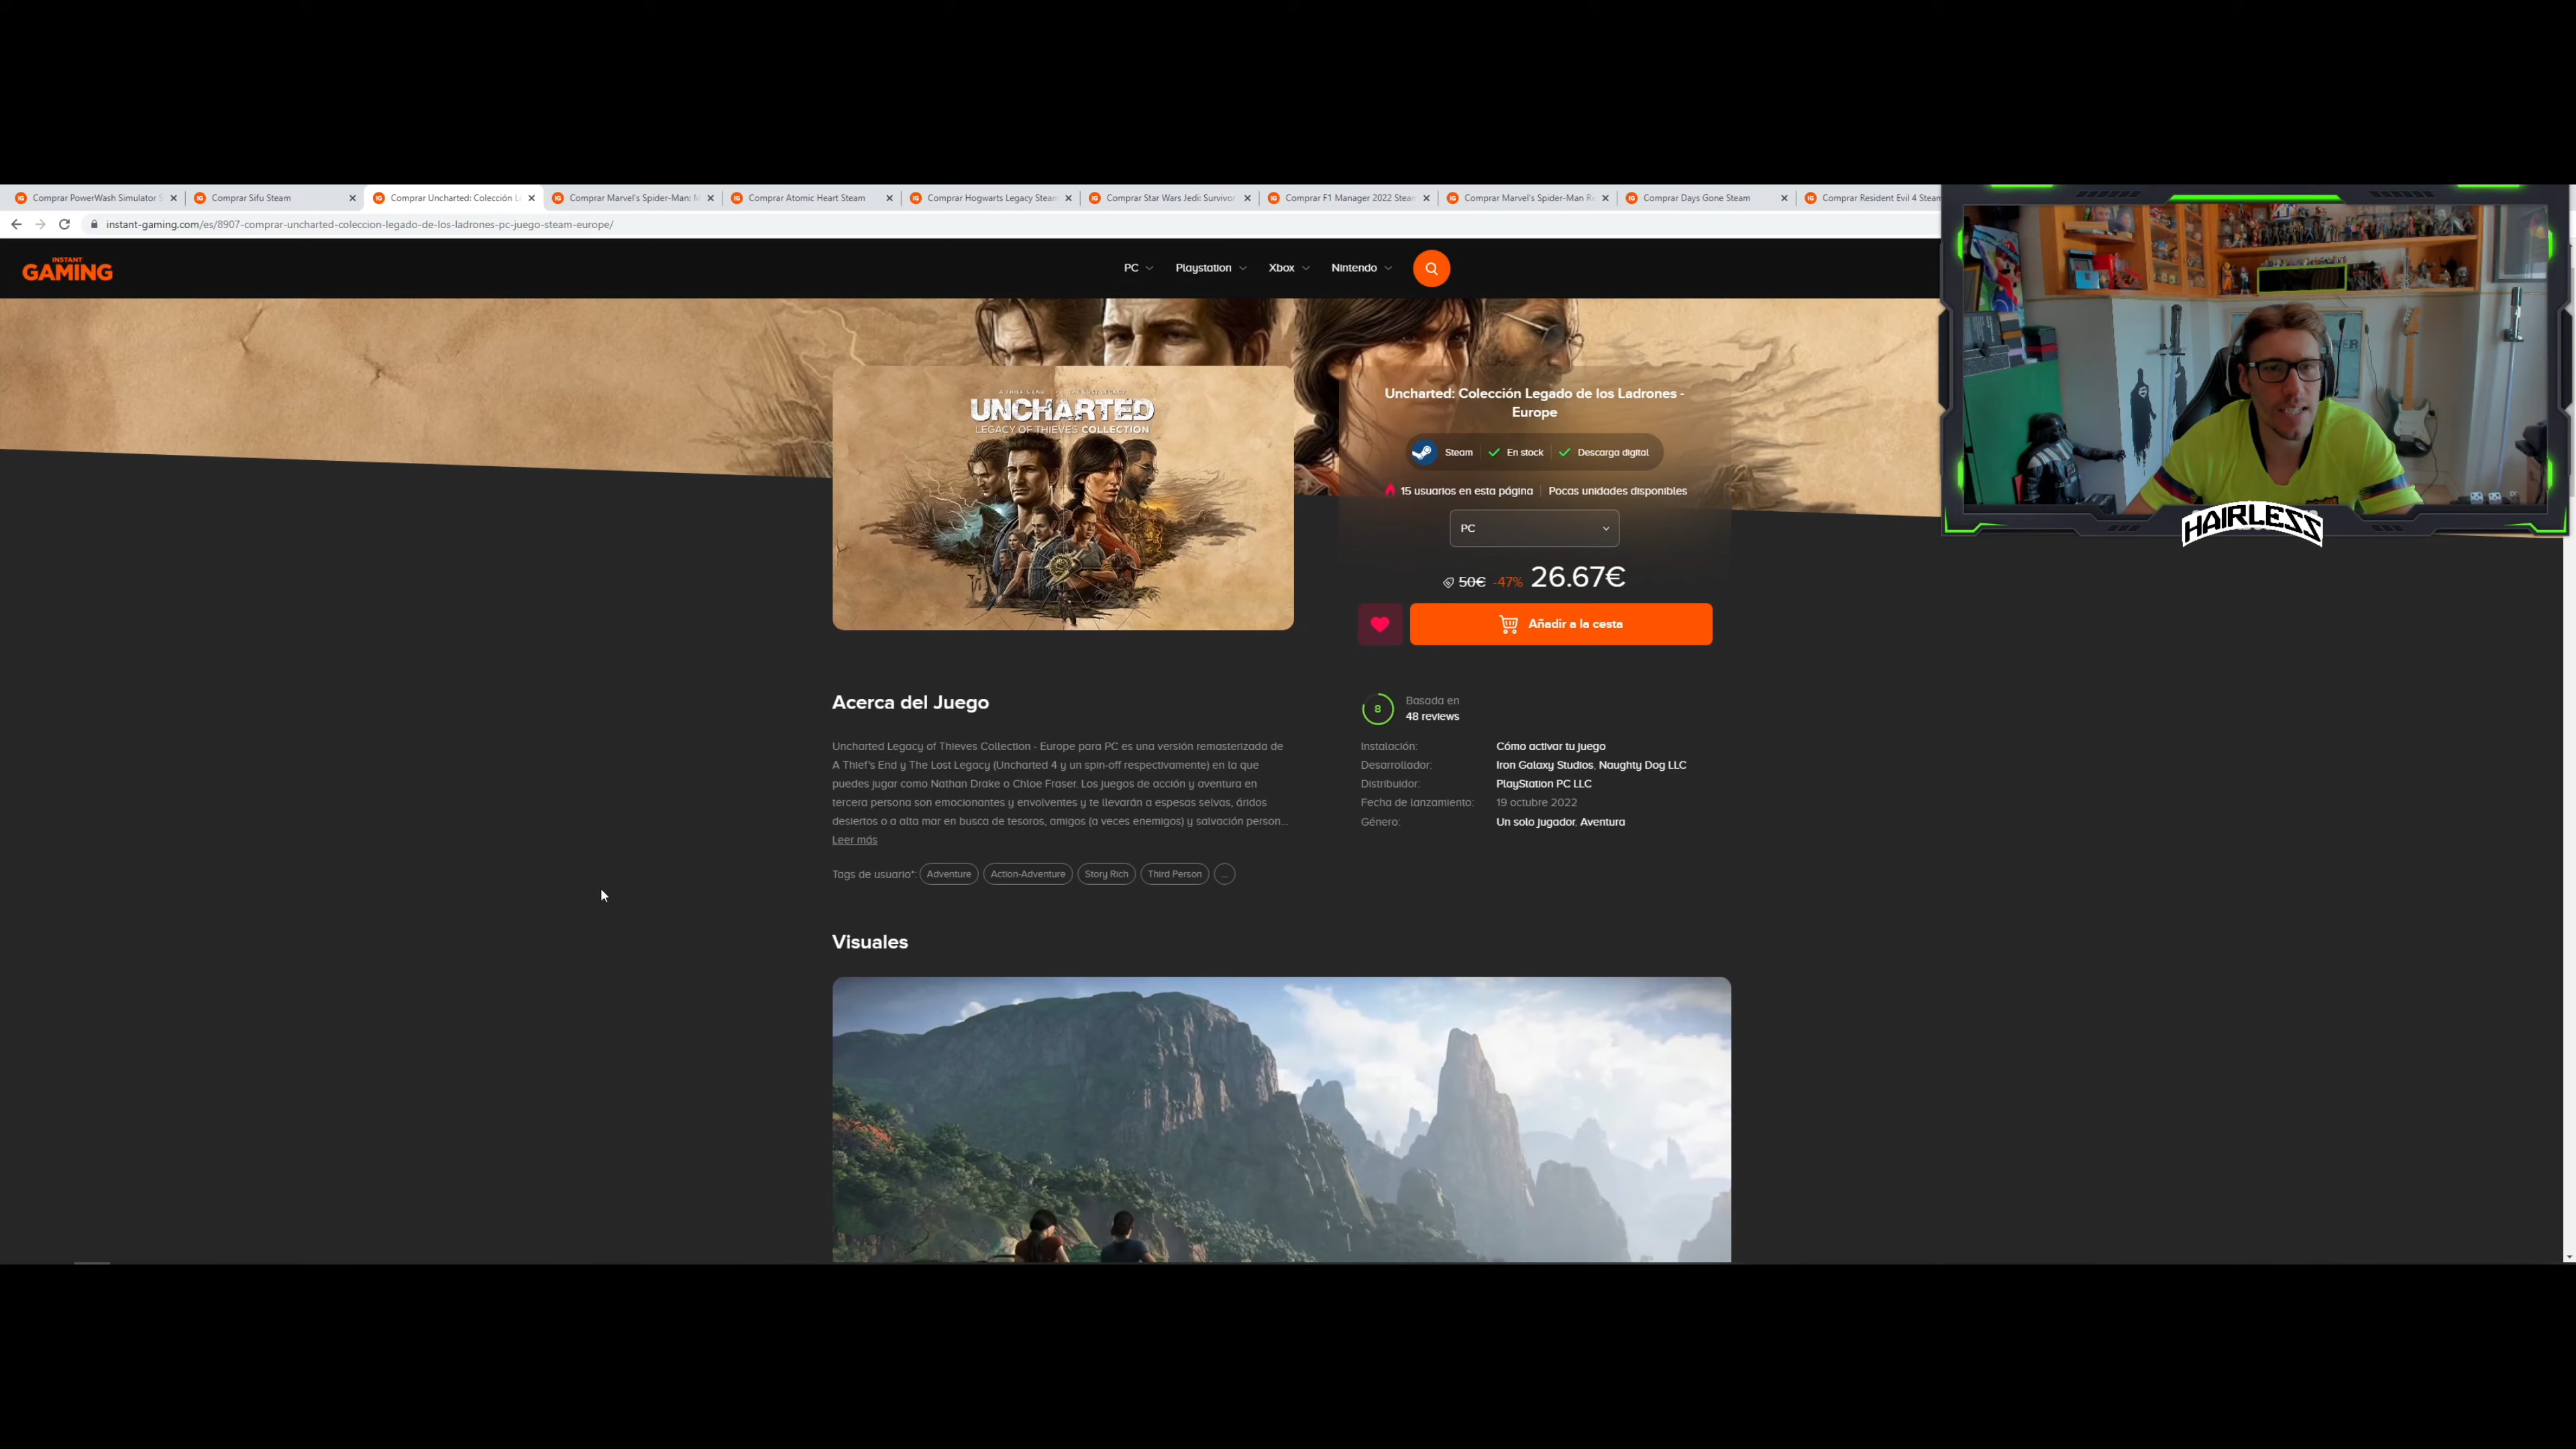 Comprar PowerWash Simulator S
Comprar Sifu Steam
Comprar Uncharted: Colección L
Comprar Marvel's Spider-Man: M
Comprar Atomic Heart Steam
Comprar Hogwarts Legacy Steam
Comprar Star Wars Jedi: Survivor
Comprar F1 Manager 2022 Steam
Comprar Marvel's Spider-Man Re
Comprar Days Gone Steam
Comprar Resident Evil 4 Steam
instant-gaming.com/es/8907-comprar-uncharted-coleccion-legado-de-los-ladrones-pc-juego-steam-europe/
INSTANT
GAMING
PC
Playstation
Xbox
Nintendo
UNCHARTED
LEGACY OF THIEVES COLLECTION
Uncharted: Colección Legado de los Ladrones -
Europe
Steam
En stock
Descarga digital
15 usuarios en esta página
Pocas unidades disponibles
PC
50€ -47% 26.67€
Añadir a la cesta
HAIRLESS
Acerca del Juego
Uncharted Legacy of Thieves Collection - Europe para PC es una versión remasterizada de
A Thief's End y The Lost Legacy (Uncharted 4 y un spin-off respectivamente) en la que
puedes jugar como Nathan Drake o Chloe Fraser. Los juegos de acción y aventura en
tercera persona son emocionantes y envolventes y te llevarán a espesas selvas, áridos
desiertos o a alta mar en busca de tesoros, amigos (a veces enemigos) y salvación person...
Leer más
Tags de usuario*: Adventure Action-Adventure Story Rich Third Person ...
8
Basada en
48 reviews
Instalación: Cómo activar tu juego
Desarrollador: Iron Galaxy Studios, Naughty Dog LLC
Distribuidor: PlayStation PC LLC
Fecha de lanzamiento: 19 octubre 2022
Género: Un solo jugador, Aventura
Visuales